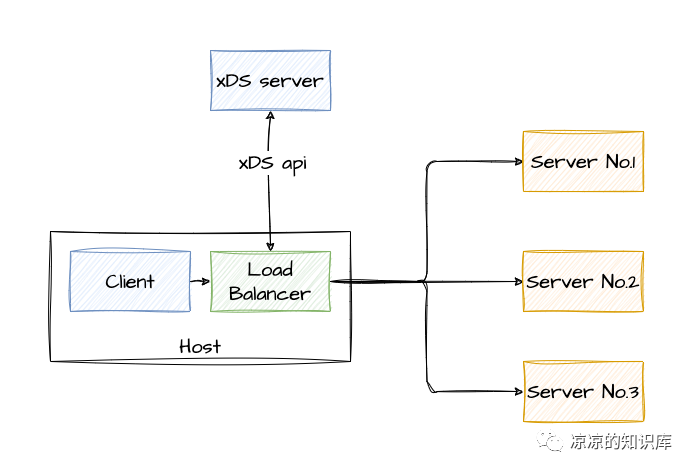 xDS server
xDS api
Server No.1
Client
Load
Balancer
Server No.2
Host
Server No.3
凉凉的知识库